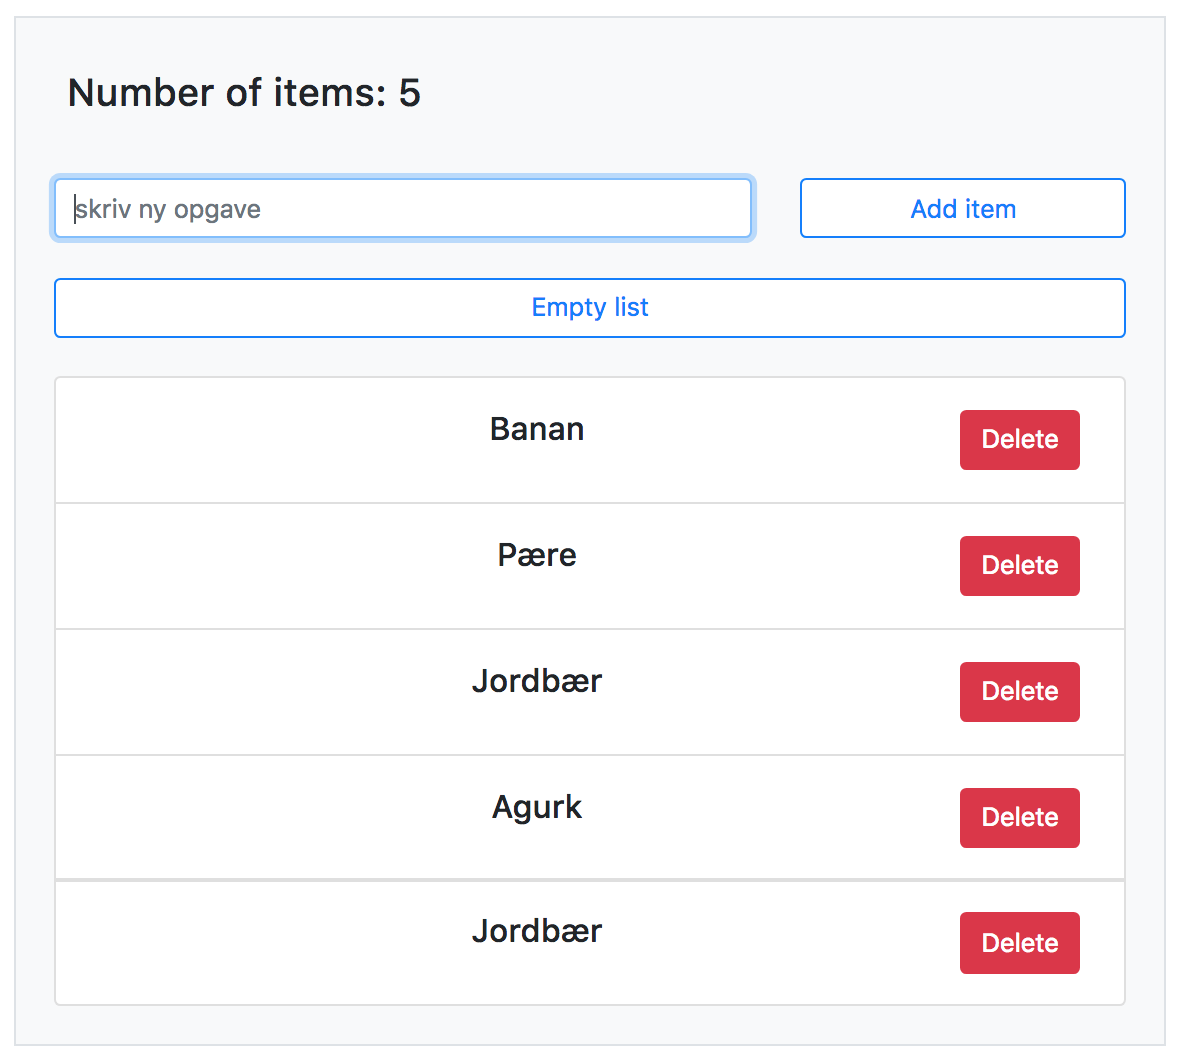 Number of items: 5
skriv ny opgave
Add item
Empty list
Banan
Delete
Pære
Delete
Jordbær
Delete
Agurk
Delete
Jordbær
Delete